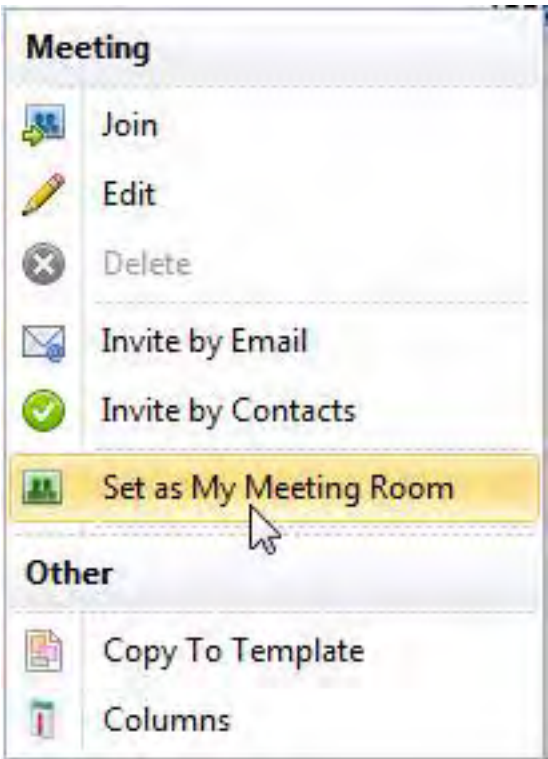 Meeting
Join
Edit
Delete
Invite by Email
Invite by Contacts
Set as My Meeting Room
Other
Copy To Template
Columns